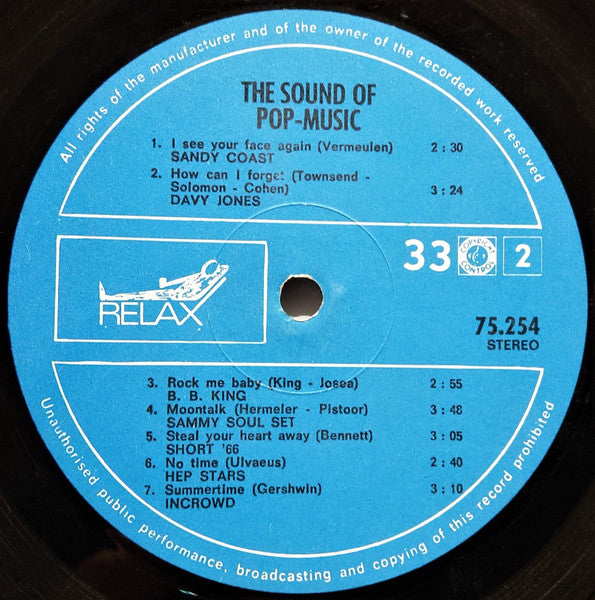 All rights of the manufacturer and of the owner of the recorded work reserved
THE SOUND OF
POP-MUSIC
1. I see your face again (Vermeulen) 2 : 30
SANDY COAST
2. How can I forget (Townsend -
Solomon - Cohen) 3 : 24
DAVY JONES
33 COPYRIGHT CONTROL 2
RELAX
75.254
STEREO
3. Rock me baby (King - Josea) 2 : 55
B. B. KING
4. Moontalk (Hermeler - Pistoor) 3 : 48
SAMMY SOUL SET
5. Steal your heart away (Bennett) 3 : 05
SHORT '66
6. No time (Ulvaeus) 2 : 40
HEP STARS
7. Summertime (Gershwin) 3 : 10
INCROWD
Unauthorised public performance, broadcasting and copying of this record prohibited